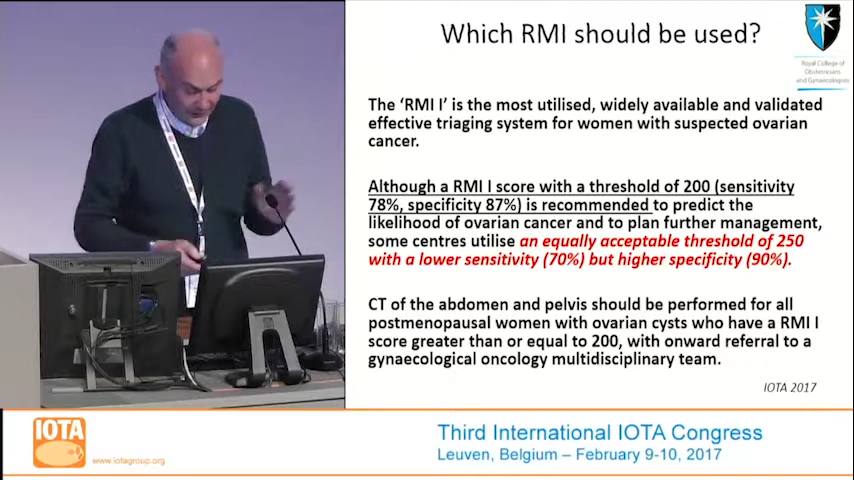 Which RMI should be used?
Royal College of
Obstetricians
and Gynaecologists
The ‘RMI I’ is the most utilised, widely available and validated
effective triaging system for women with suspected ovarian
cancer.
Although a RMI I score with a threshold of 200 (sensitivity
78%, specificity 87%) is recommended to predict the
likelihood of ovarian cancer and to plan further management,
some centres utilise an equally acceptable threshold of 250
with a lower sensitivity (70%) but higher specificity (90%).
CT of the abdomen and pelvis should be performed for all
postmenopausal women with ovarian cysts who have a RMI I
score greater than or equal to 200, with onward referral to a
gynaecological oncology multidisciplinary team.
IOTA 2017
IOTA
www.iotagroup.org
Third International IOTA Congress
Leuven, Belgium – February 9-10, 2017